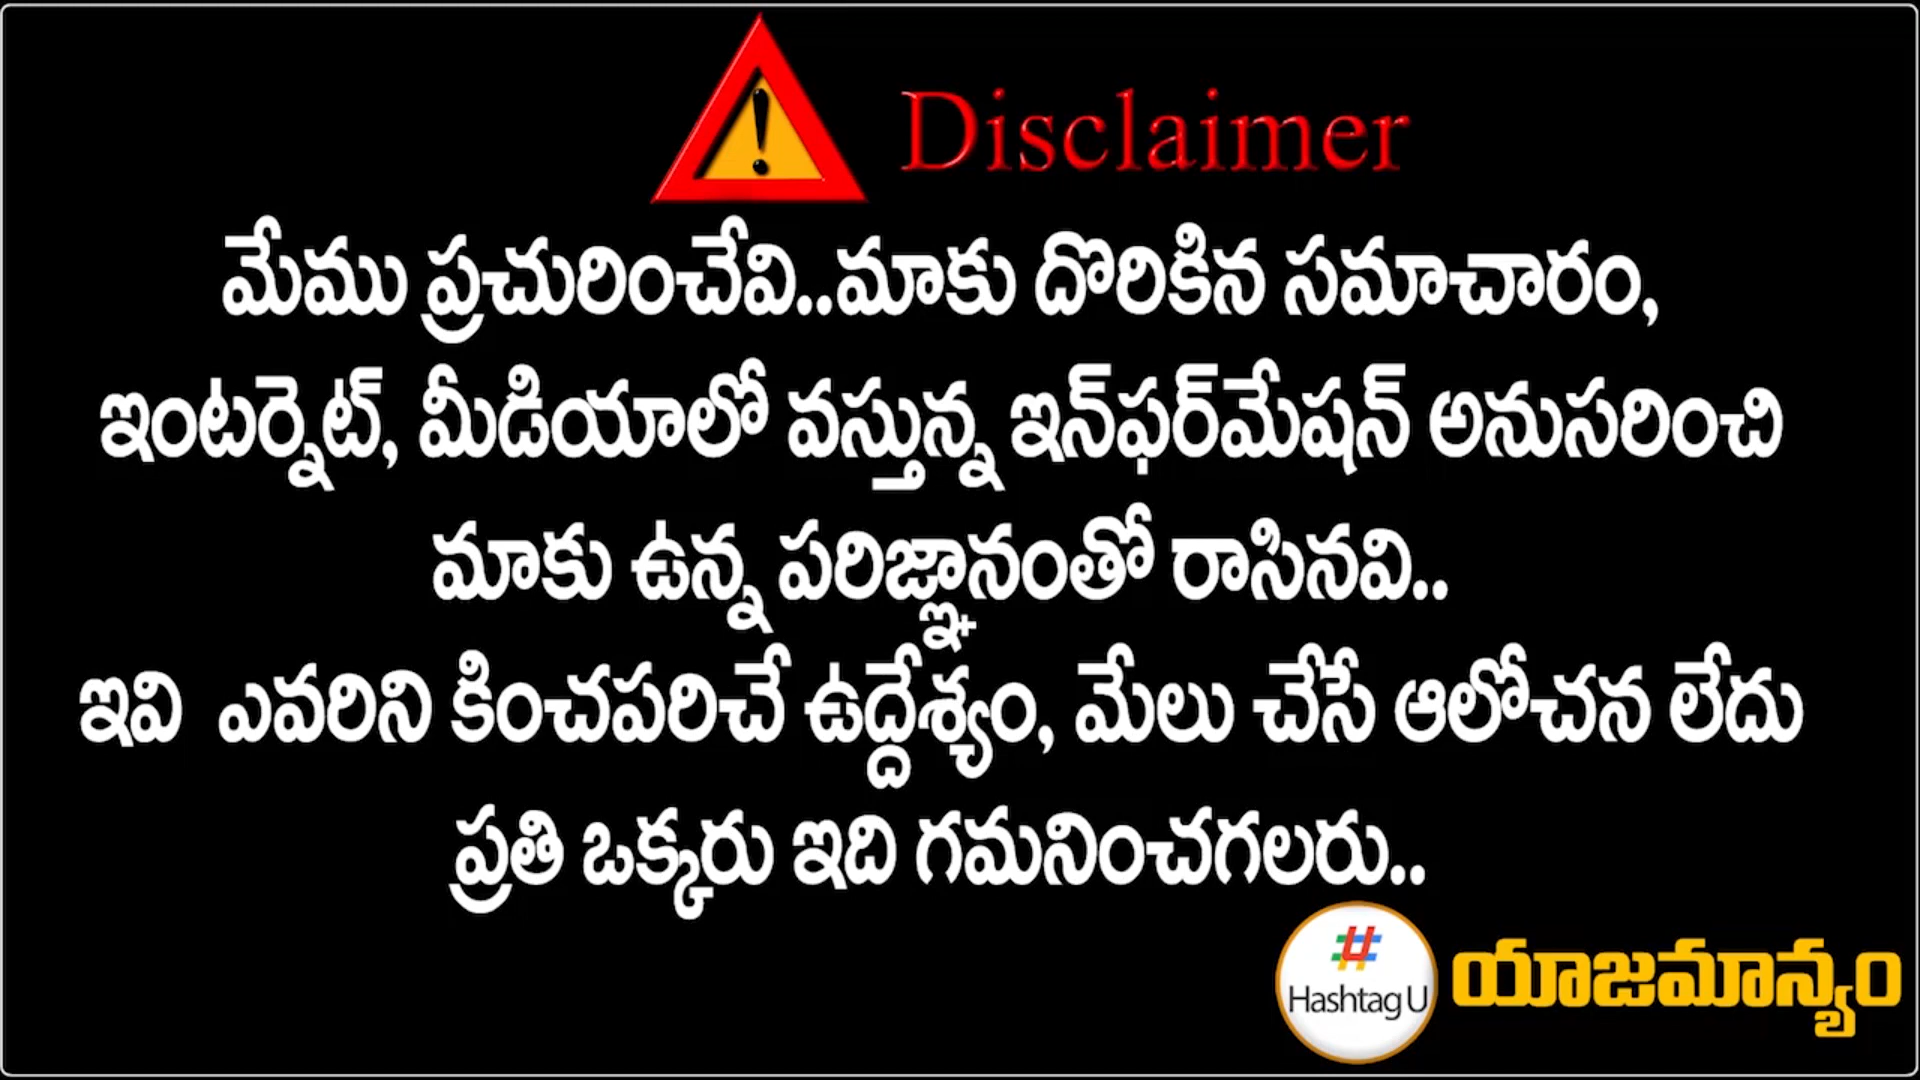 Disclaimer
మేము ప్రచురించేవి..మాకు దొరికిన సమాచారం,
ఇంటర్నెట్, మీడియాలో వస్తున్న ఇన్‌ఫర్‌మేషన్ అనుసరించి
మాకు ఉన్న పరిజ్ఞానంతో రాసినవి..
ఇవి ఎవరిని కించపరిచే ఉద్దేశ్యం, మేలు చేసే ఆలోచన లేదు
ప్రతి ఒక్కరు ఇది గమనించగలరు..
#
Hashtag U
యాజమాన్యం